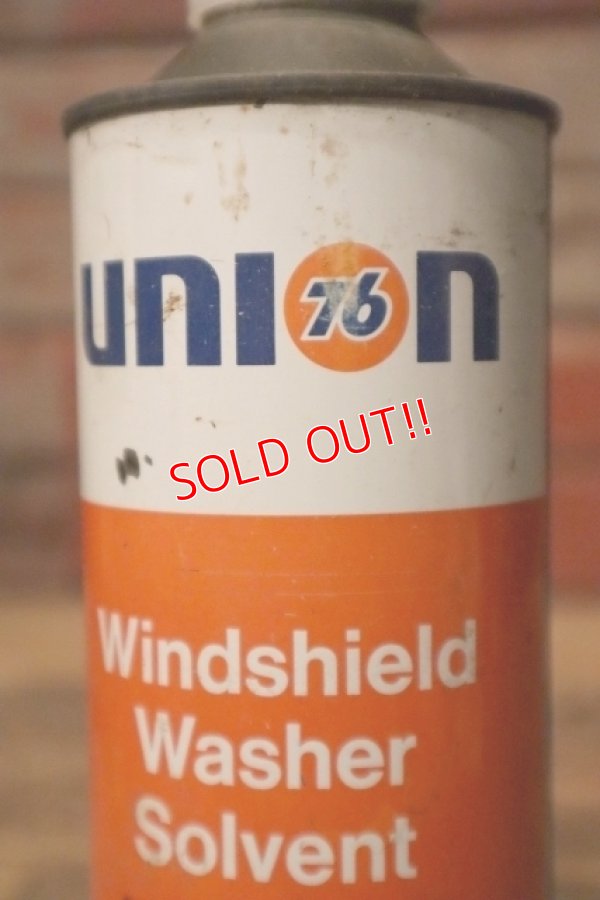 union
76
SOLD OUT!!
Windshield
Washer
Solvent